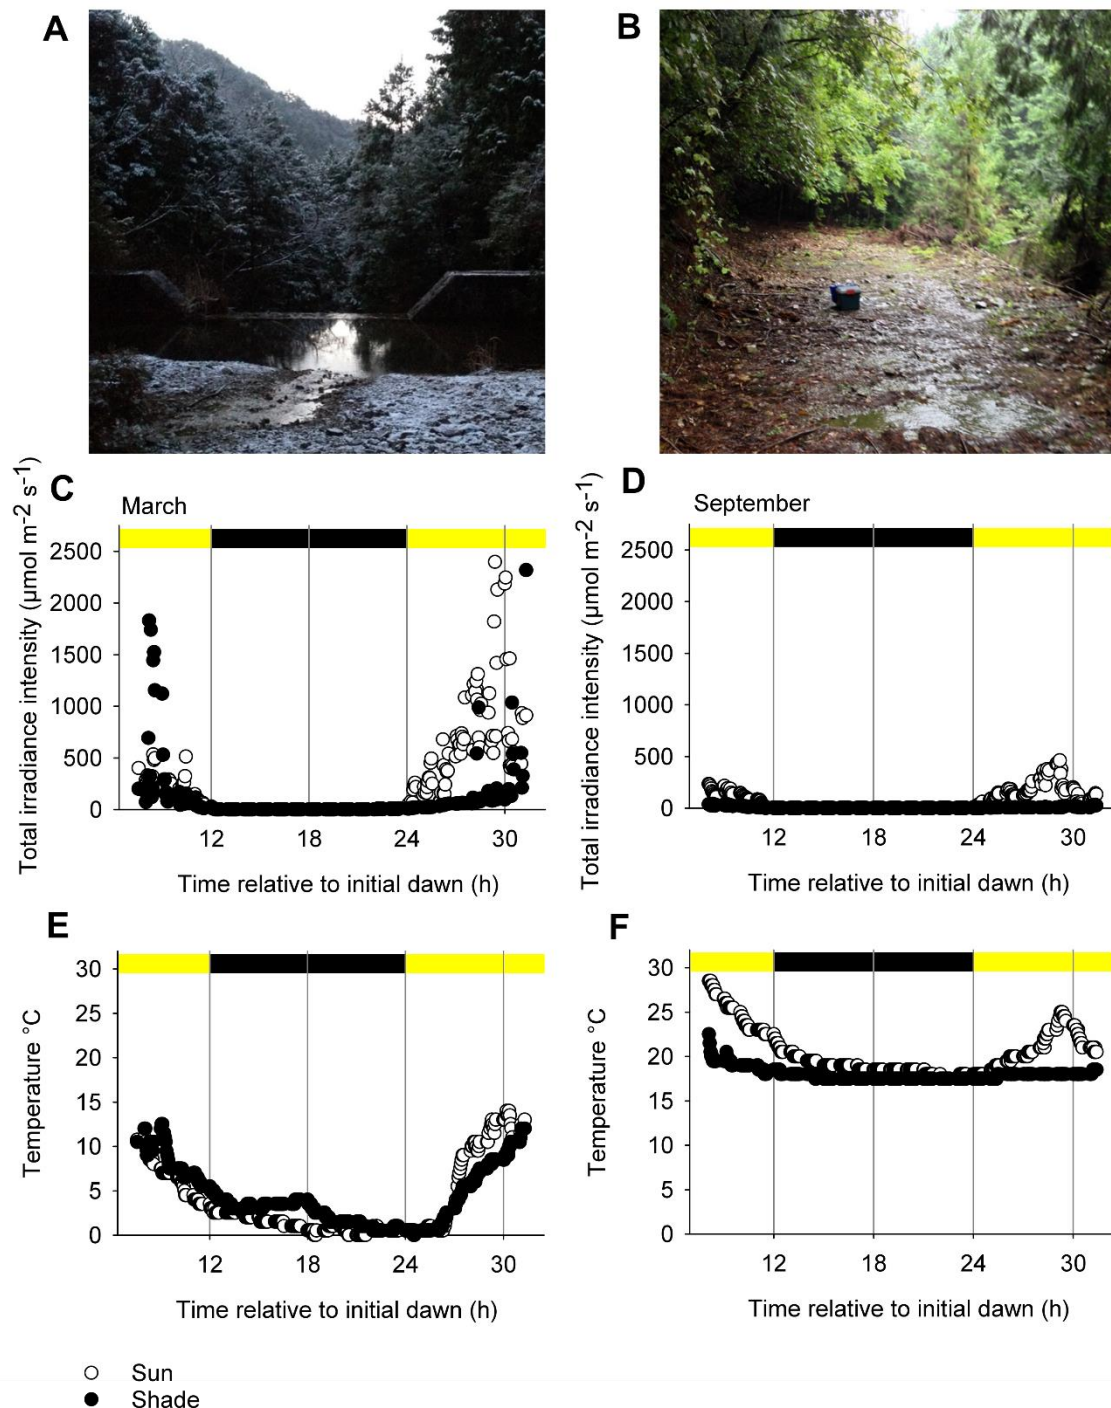 A
B
C
March
Total irradiance intensity (μmol m⁻² s⁻¹)
2500
2000
1500
1000
500
0
12
18
24
30
Time relative to initial dawn (h)
D
September
Total irradiance intensity (μmol m⁻² s⁻¹)
2500
2000
1500
1000
500
0
12
18
24
30
Time relative to initial dawn (h)
E
Temperature °C
30
25
20
15
10
5
0
12
18
24
30
Time relative to initial dawn (h)
F
Temperature °C
30
25
20
15
10
5
0
12
18
24
30
Time relative to initial dawn (h)
Sun
Shade